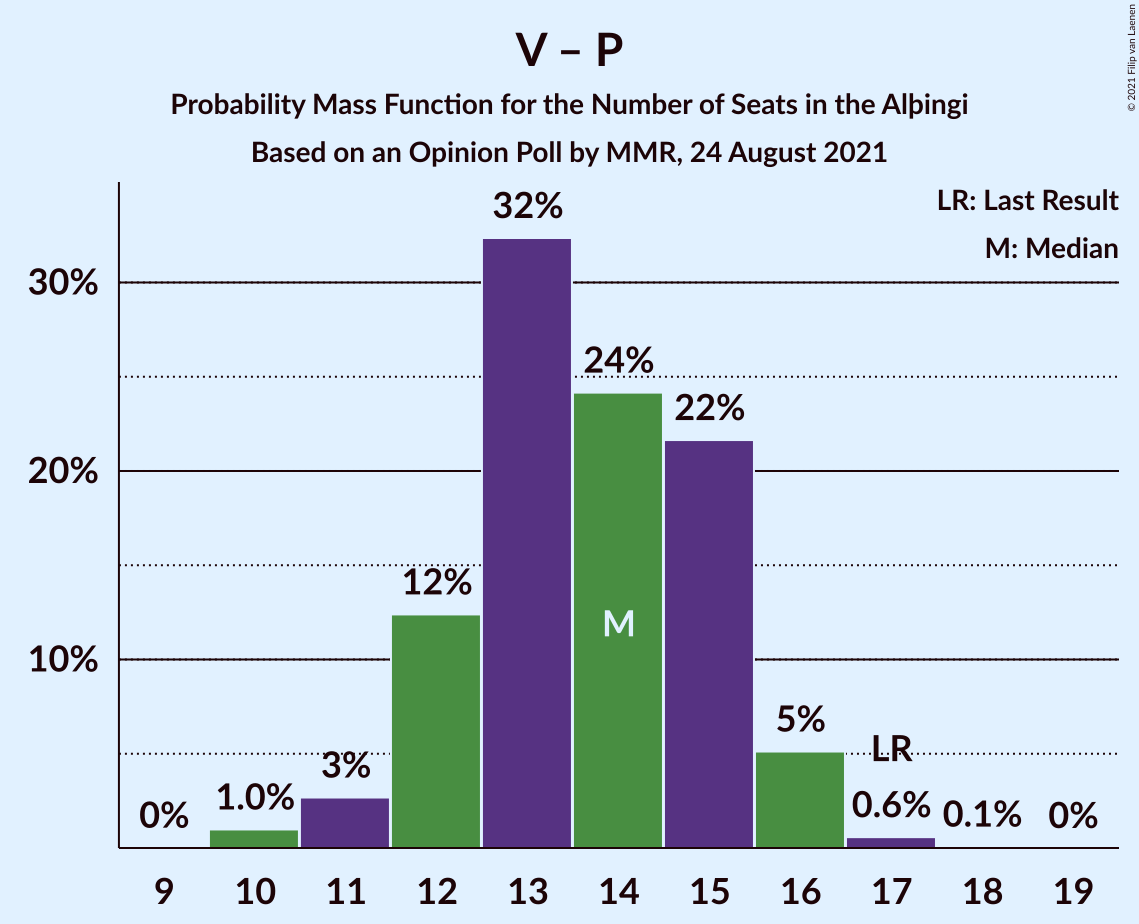 V – P
Probability Mass Function for the Number of Seats in the Alþingi
Based on an Opinion Poll by MMR, 24 August 2021
© 2021 Filip van Laenen
LR: Last Result
M: Median
30%
20%
10%
0%
1.0%
3%
12%
32%
24%
22%
5%
LR
0.6%
0.1%
0%
M
9 10 11 12 13 14 15 16 17 18 19